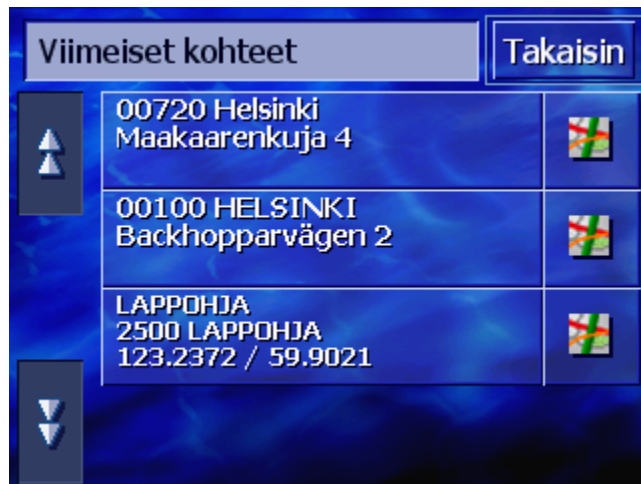 Viimeiset kohteet
Takaisin
00720 Helsinki
Maakaarenkuja 4
00100 HELSINKI
Backhopparvägen 2
LAPPOHJA
2500 LAPPOHJA
123.2372 / 59.9021